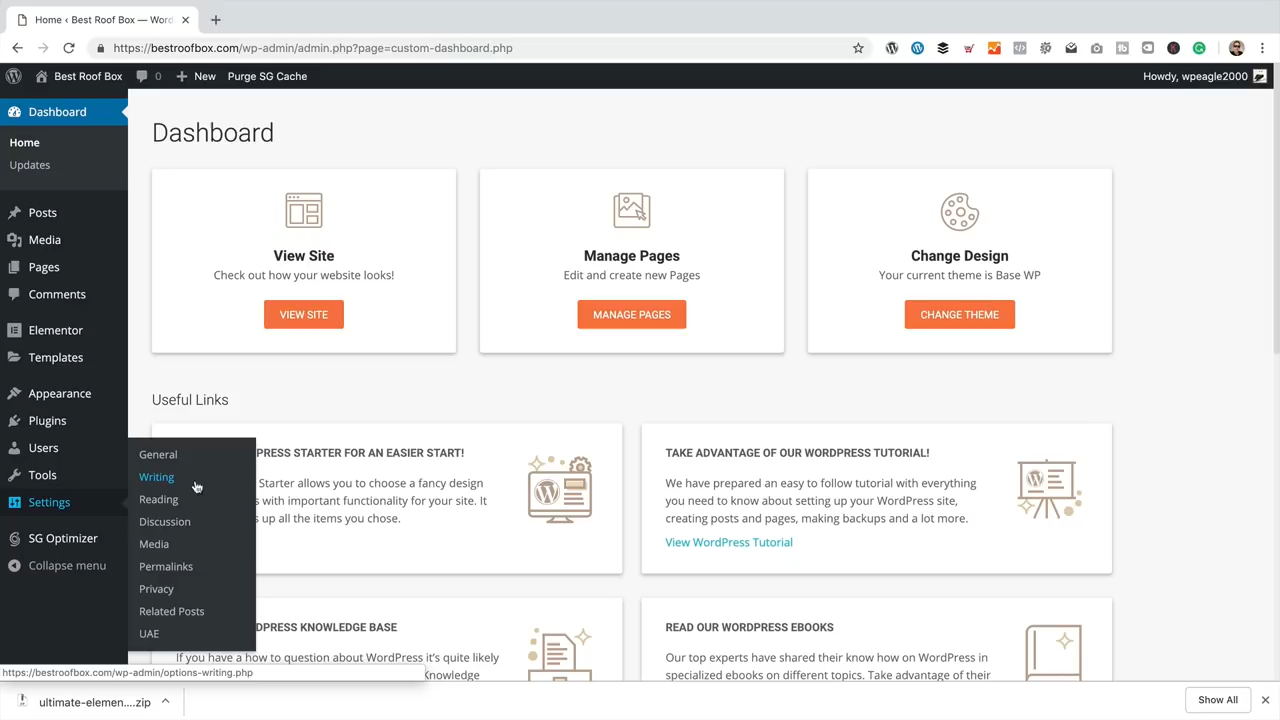 Home ‹ Best Roof Box — Wor
https://bestroofbox.com/wp-admin/admin.php?page=custom-dashboard.php
Best Roof Box 0 New Purge SG Cache
Howdy, wpeagle2000
Dashboard
Home
Updates
Posts
Media
Pages
Comments
Elementor
Templates
Appearance
Plugins
Users
Tools
Settings
SG Optimizer
Collapse menu
General
Writing
Reading
Discussion
Media
Permalinks
Privacy
Related Posts
UAE
Dashboard
View Site
Check out how your website looks!
VIEW SITE
Manage Pages
Edit and create new Pages
MANAGE PAGES
Change Design
Your current theme is Base WP
CHANGE THEME
Useful Links
PRESS STARTER FOR AN EASIER START!
Starter allows you to choose a fancy design
s with important functionality for your site. It
s up all the items you chose.
TAKE ADVANTAGE OF OUR WORDPRESS TUTORIAL!
We have prepared an easy to follow tutorial with everything
you need to know about setting up your WordPress site,
creating posts and pages, making backups and a lot more.
View WordPress Tutorial
DPRESS KNOWLEDGE BASE
If you have a how to question about WordPress it's quite likely
Knowledge
READ OUR WORDPRESS EBOOKS
Our top experts have shared their know how on WordPress in
specialized ebooks on different topics. Take advantage of their
https://bestroofbox.com/wp-admin/options-writing.php
ultimate-elemen....zip
Show All